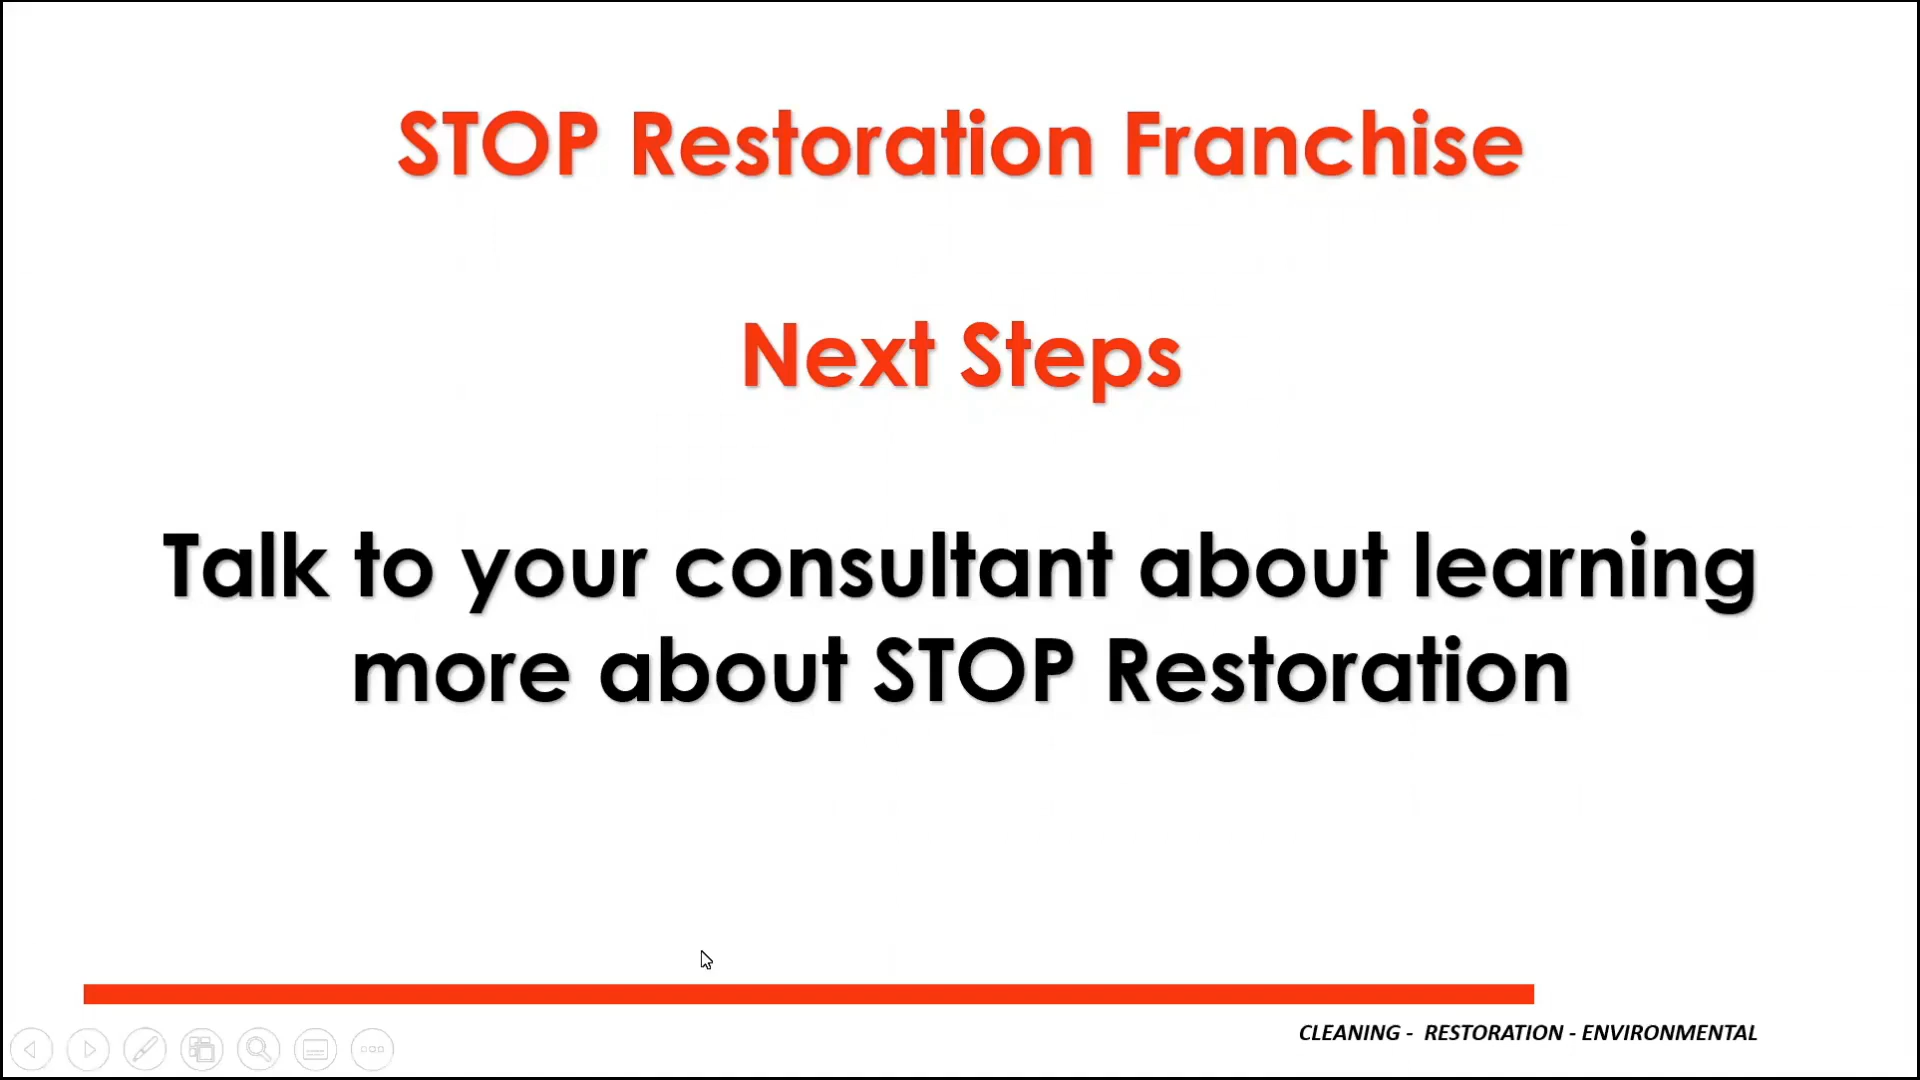 STOP Restoration Franchise
Next Steps
Talk to your consultant about learning
more about STOP Restoration
CLEANING - RESTORATION - ENVIRONMENTAL